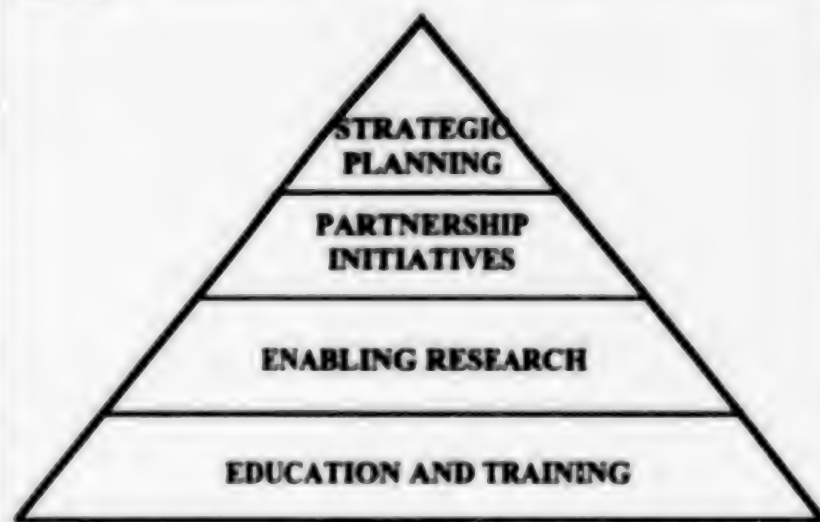 STRATEGIC
PLANNING
PARTNERSHIP
INITIATIVES
ENABLING RESEARCH
EDUCATION AND TRAINING